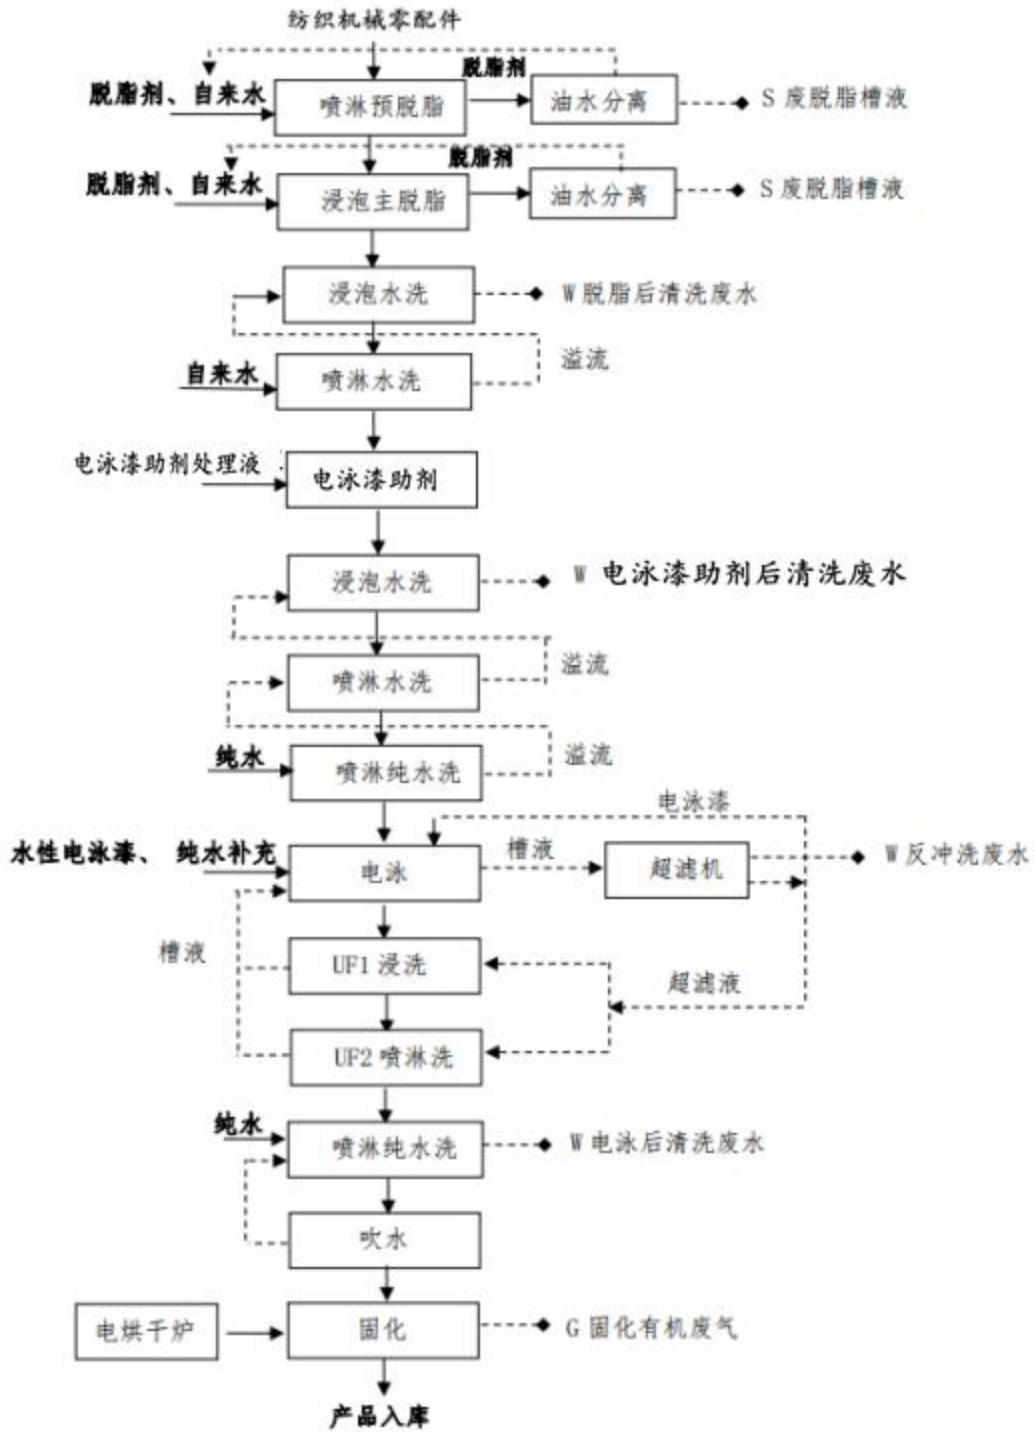 纺织机械零配件
脱脂剂
脱脂剂、自来水
喷淋预脱脂
油水分离
S 废脱脂槽液
脱脂剂
脱脂剂、自来水
浸泡主脱脂
油水分离
S 废脱脂槽液
浸泡水洗
W 脱脂后清洗废水
溢流
自来水
喷淋水洗
电泳漆助剂处理液
电泳漆助剂
浸泡水洗
W 电泳漆助剂后清洗废水
溢流
喷淋水洗
溢流
纯水
喷淋纯水洗
电泳漆
水性电泳漆、 纯水补充
电泳
槽液
超滤机
W 反冲洗废水
槽液
UF1 浸洗
超滤液
UF2 喷淋洗
纯水
喷淋纯水洗
W 电泳后清洗废水
吹水
电烘干炉
固化
G 固化有机废气
产品入库